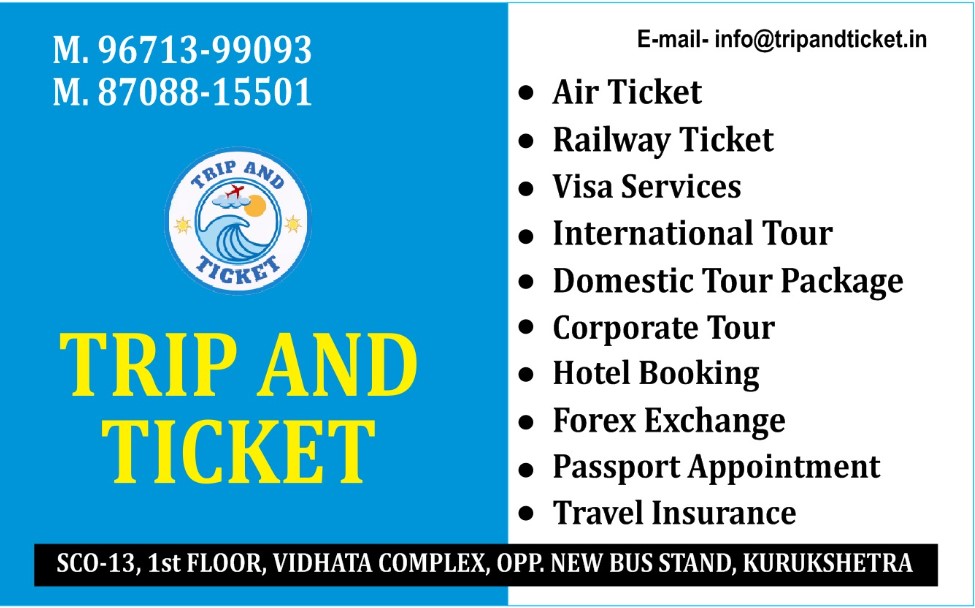 M. 96713-99093
M. 87088-15501
TRIP AND
TICKET
TRIP AND
TICKET
E-mail- info@tripandticket.in
• Air Ticket
• Railway Ticket
• Visa Services
• International Tour
• Domestic Tour Package
• Corporate Tour
• Hotel Booking
• Forex Exchange
• Passport Appointment
• Travel Insurance
SCO-13, 1st FLOOR, VIDHATA COMPLEX, OPP. NEW BUS STAND, KURUKSHETRA